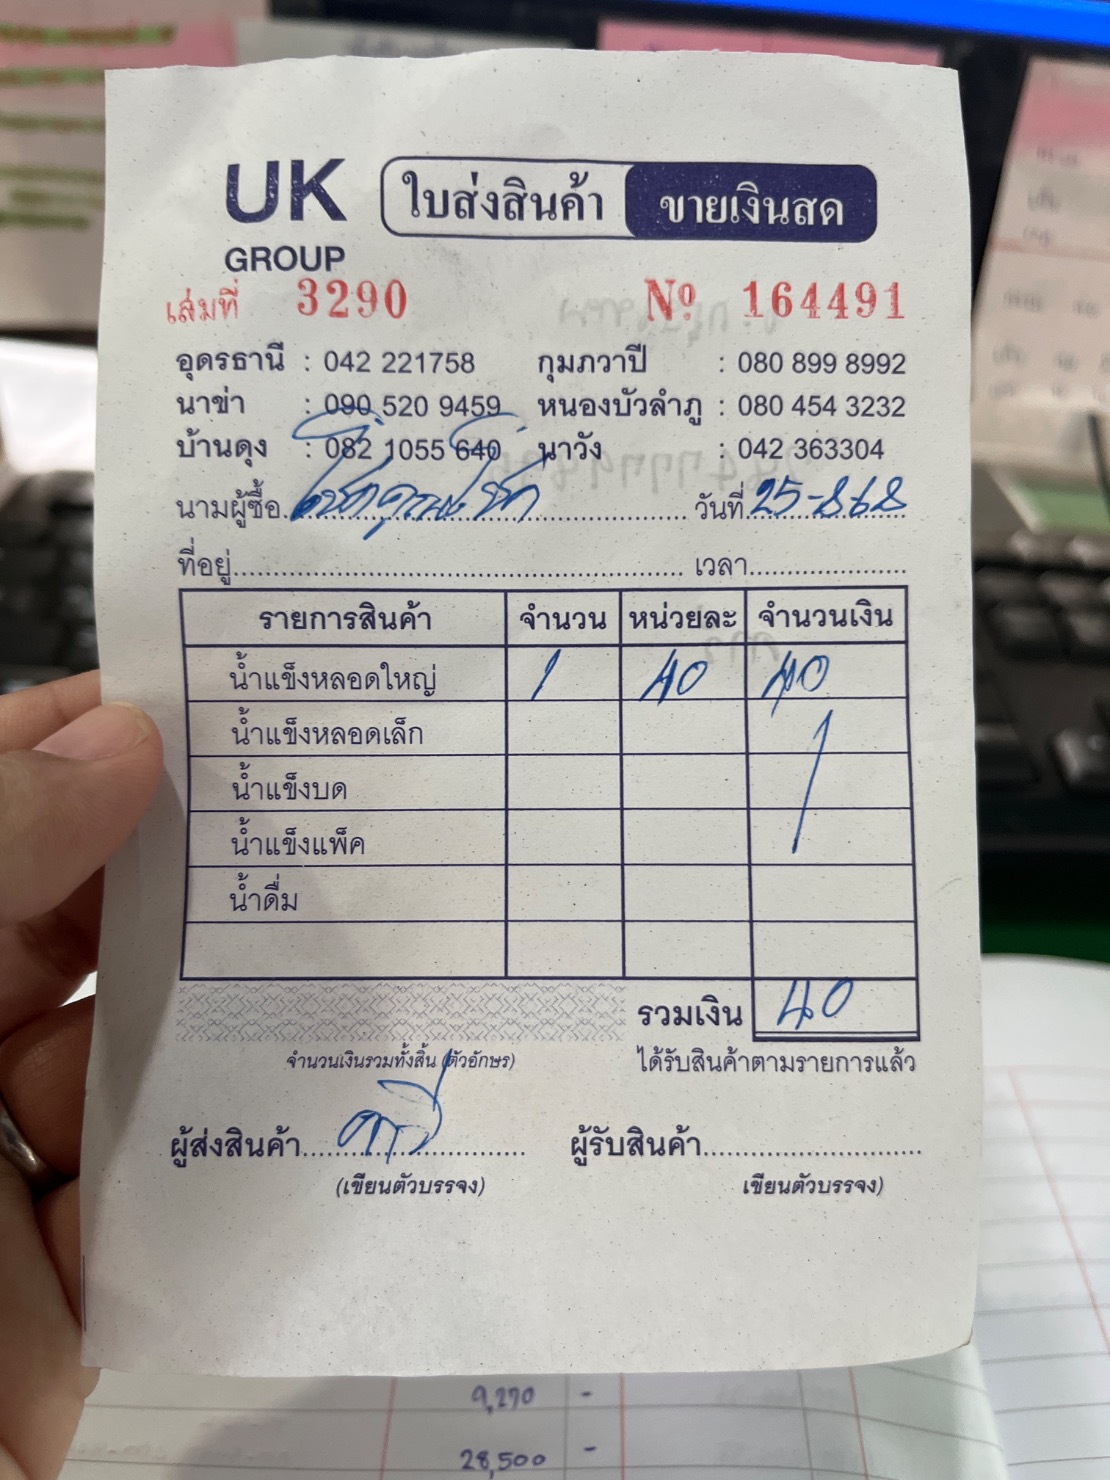 UK ใบส่งสินค้า ขายเงินสด
GROUP
เล่มที่ 3290 Nº 164491
อุดรธานี : 042 221758 กุมภวาปี : 080 899 8992
นาข่า : 090 520 9459 หนองบัวลำภู : 080 454 3232
บ้านดุง : 082 1055 640 นาวัง : 042 363304
นามผู้ซื้อ วันที่ 25-8-68
ที่อยู่ เวลา
รายการสินค้า จำนวน หน่วยละ จำนวนเงิน
น้ำแข็งหลอดใหญ่ 1 40 40
น้ำแข็งหลอดเล็ก
น้ำแข็งบด
น้ำแข็งแพ็ค
น้ำดื่ม
รวมเงิน 40
จำนวนเงินรวมทั้งสิ้น (ตัวอักษร) ได้รับสินค้าตามรายการแล้ว
ผู้ส่งสินค้า ผู้รับสินค้า
(เขียนตัวบรรจง) เขียนตัวบรรจง)
9,270 -
28,500 -